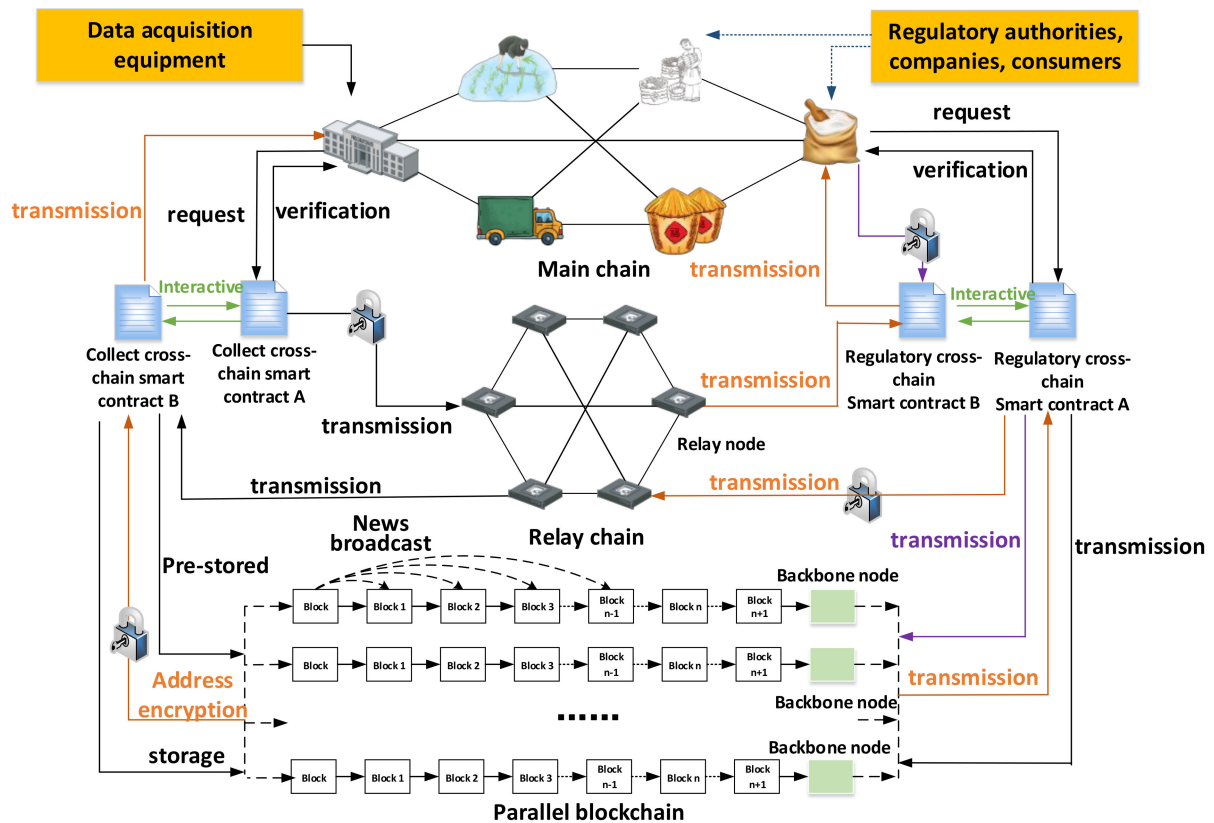 Data acquisition
equipment
Regulatory authorities,
companies, consumers
request
verification
transmission
request
verification
Main chain
transmission
Interactive
Interactive
Collect cross-
chain smart
contract B
Collect cross-
chain smart
contract A
Regulatory cross-
chain
Smart contract B
Regulatory cross-
chain
Smart contract A
transmission
transmission
Relay node
transmission
transmission
Relay chain
News
broadcast
transmission
transmission
Pre-stored
Backbone node
Block
Block 1
Block 2
Block 3
Block
n-1
Block n
Block
n+1
Block
Block 1
Block 2
Block 3
Block
n-1
Block n
Block
n+1
Address
encryption
transmission
Backbone node
......
storage
Backbone node
Block
Block 1
Block 2
Block 3
Block
n-1
Block n
Block
n+1
Parallel blockchain